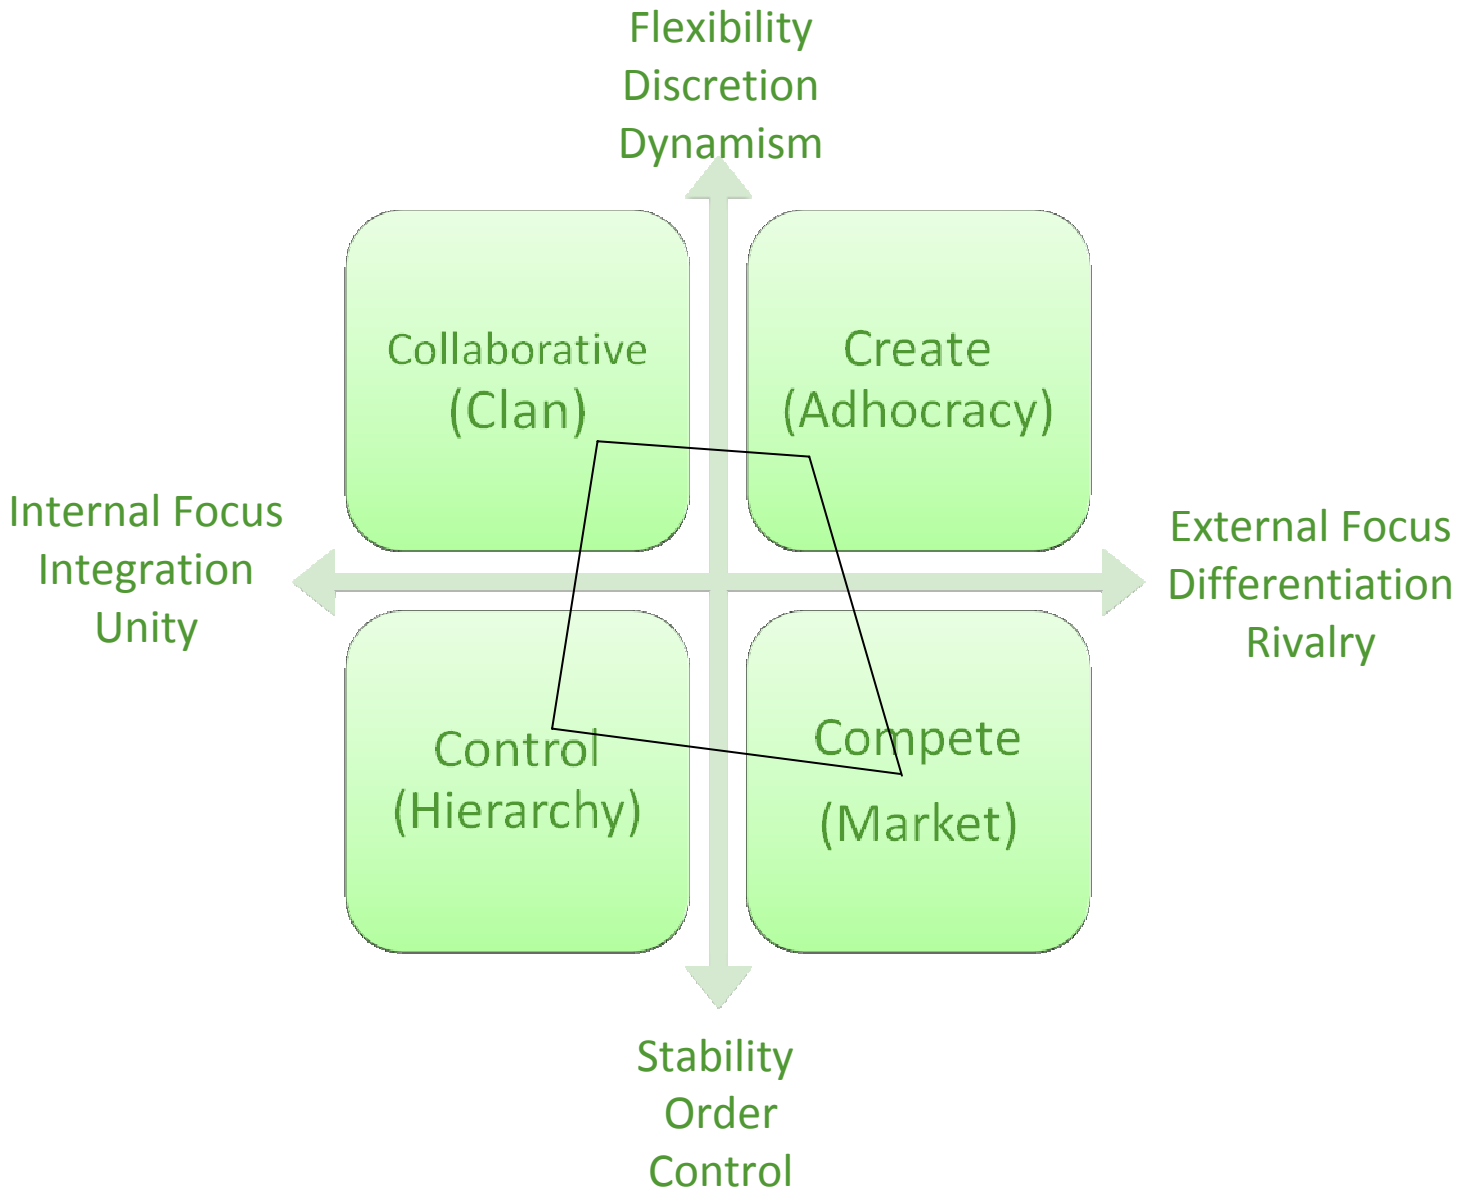 Flexibility
Discretion
Dynamism
Collaborative
(Clan)
Create
(Adhocracy)
Internal Focus
Integration
Unity
External Focus
Differentiation
Rivalry
Control
(Hierarchy)
Compete
(Market)
Stability
Order
Control